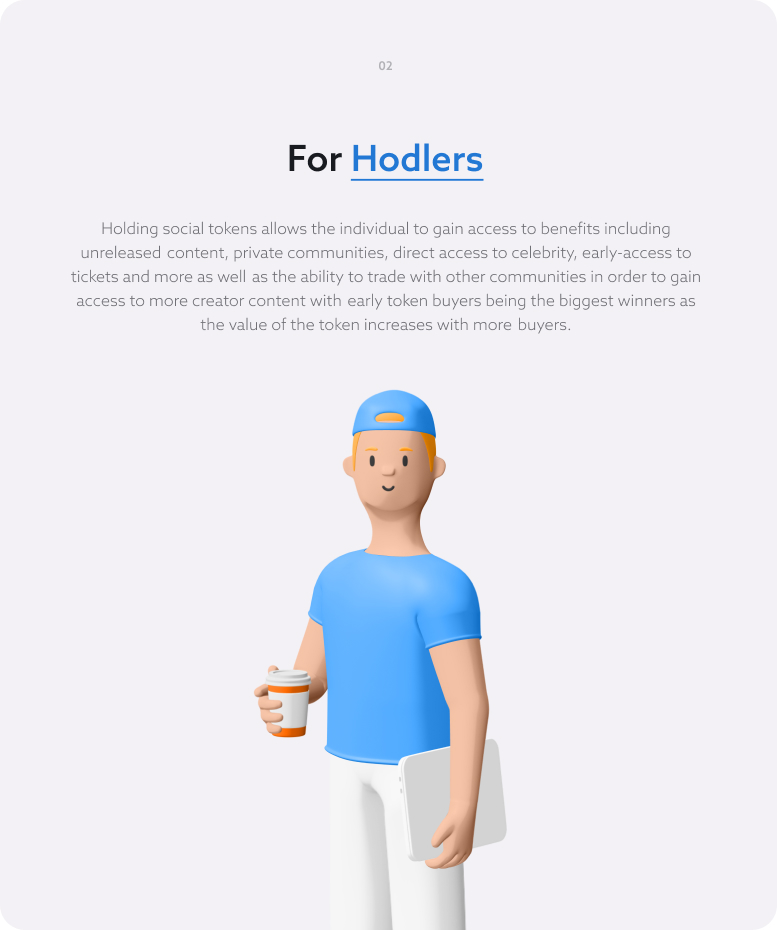 02
For Hodlers
Holding social tokens allows the individual to gain access to benefits including
unreleased content, private communities, direct access to celebrity, early-access to
tickets and more as well as the ability to trade with other communities in order to gain
access to more creator content with early token buyers being the biggest winners as
the value of the token increases with more buyers.